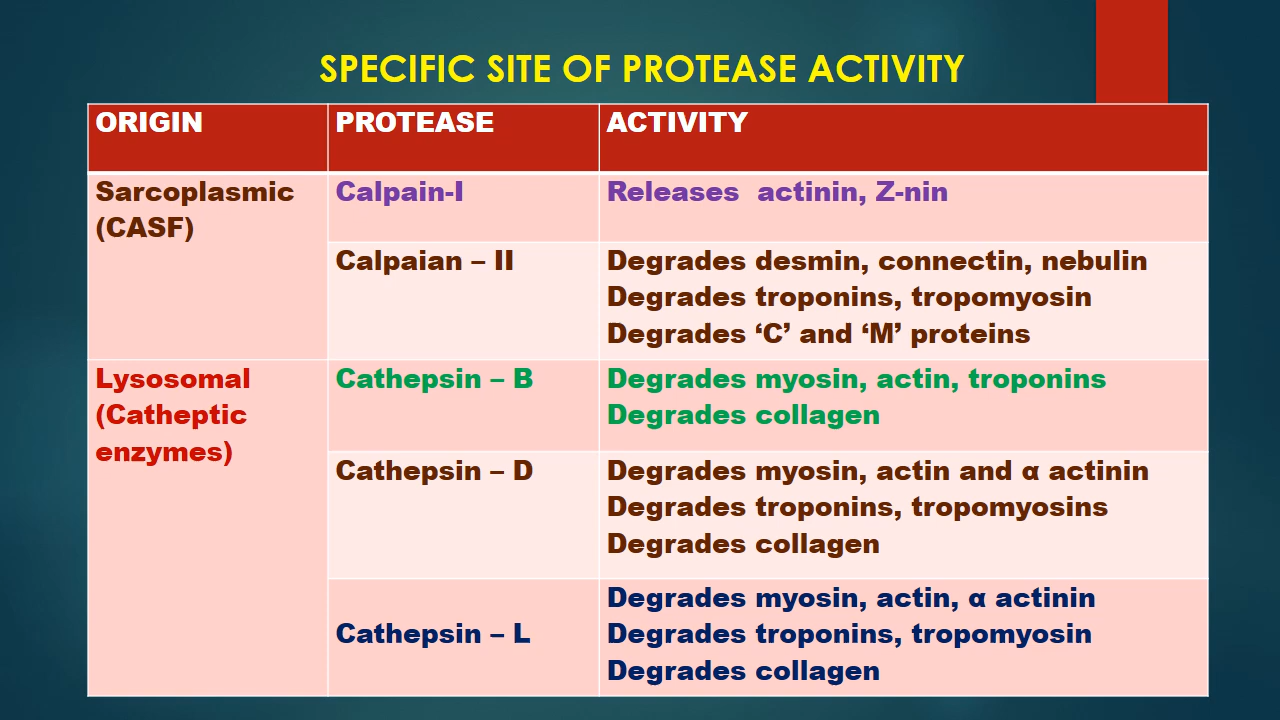 SPECIFIC SITE OF PROTEASE ACTIVITY
ORIGIN PROTEASE ACTIVITY
Sarcoplasmic
(CASF)
Calpain-I
Releases  actinin, Z-nin
Calpaian – II
Degrades desmin, connectin, nebulin
Degrades troponins, tropomyosin
Degrades ‘C’ and ‘M’ proteins
Lysosomal
(Catheptic
enzymes)
Cathepsin – B
Degrades myosin, actin, troponins
Degrades collagen
Cathepsin – D
Degrades myosin, actin and α actinin
Degrades troponins, tropomyosins
Degrades collagen
Cathepsin – L
Degrades myosin, actin, α actinin
Degrades troponins, tropomyosin
Degrades collagen